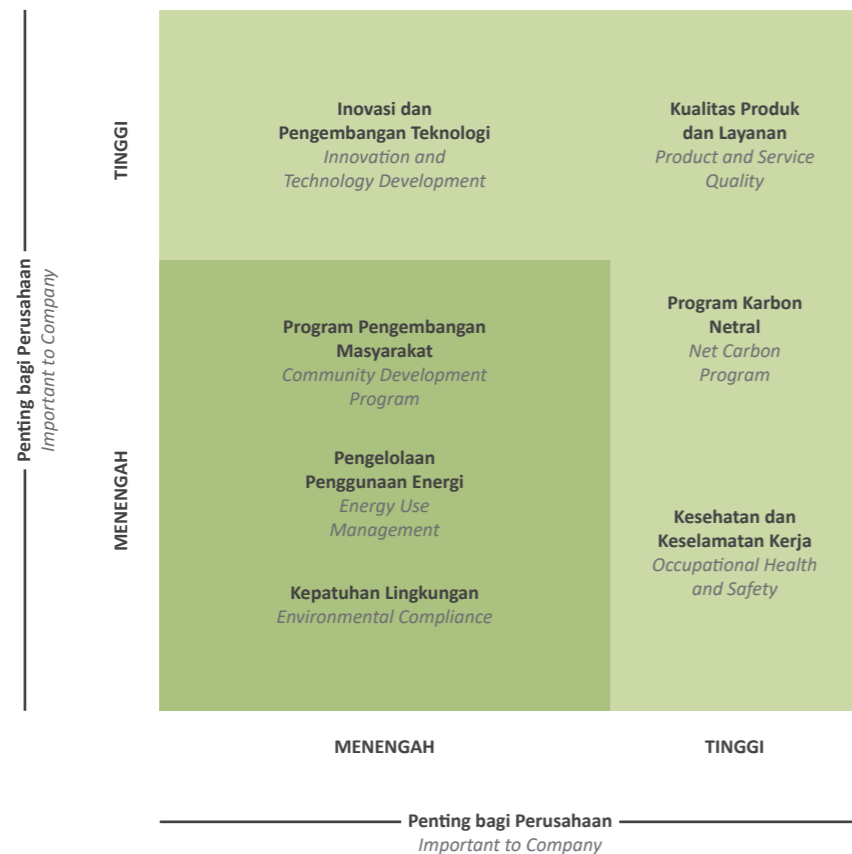 Penting bagi Perusahaan
Important to Company
TINGGI
MENENGAH
Inovasi dan
Pengembangan Teknologi
Innovation and
Technology Development
Kualitas Produk
dan Layanan
Product and Service
Quality
Program Pengembangan
Masyarakat
Community Development
Program
Program Karbon
Netral
Net Carbon
Program
Pengelolaan
Penggunaan Energi
Energy Use
Management
Kesehatan dan
Keselamatan Kerja
Occupational Health
and Safety
Kepatuhan Lingkungan
Environmental Compliance
MENENGAH
TINGGI
Penting bagi Perusahaan
Important to Company